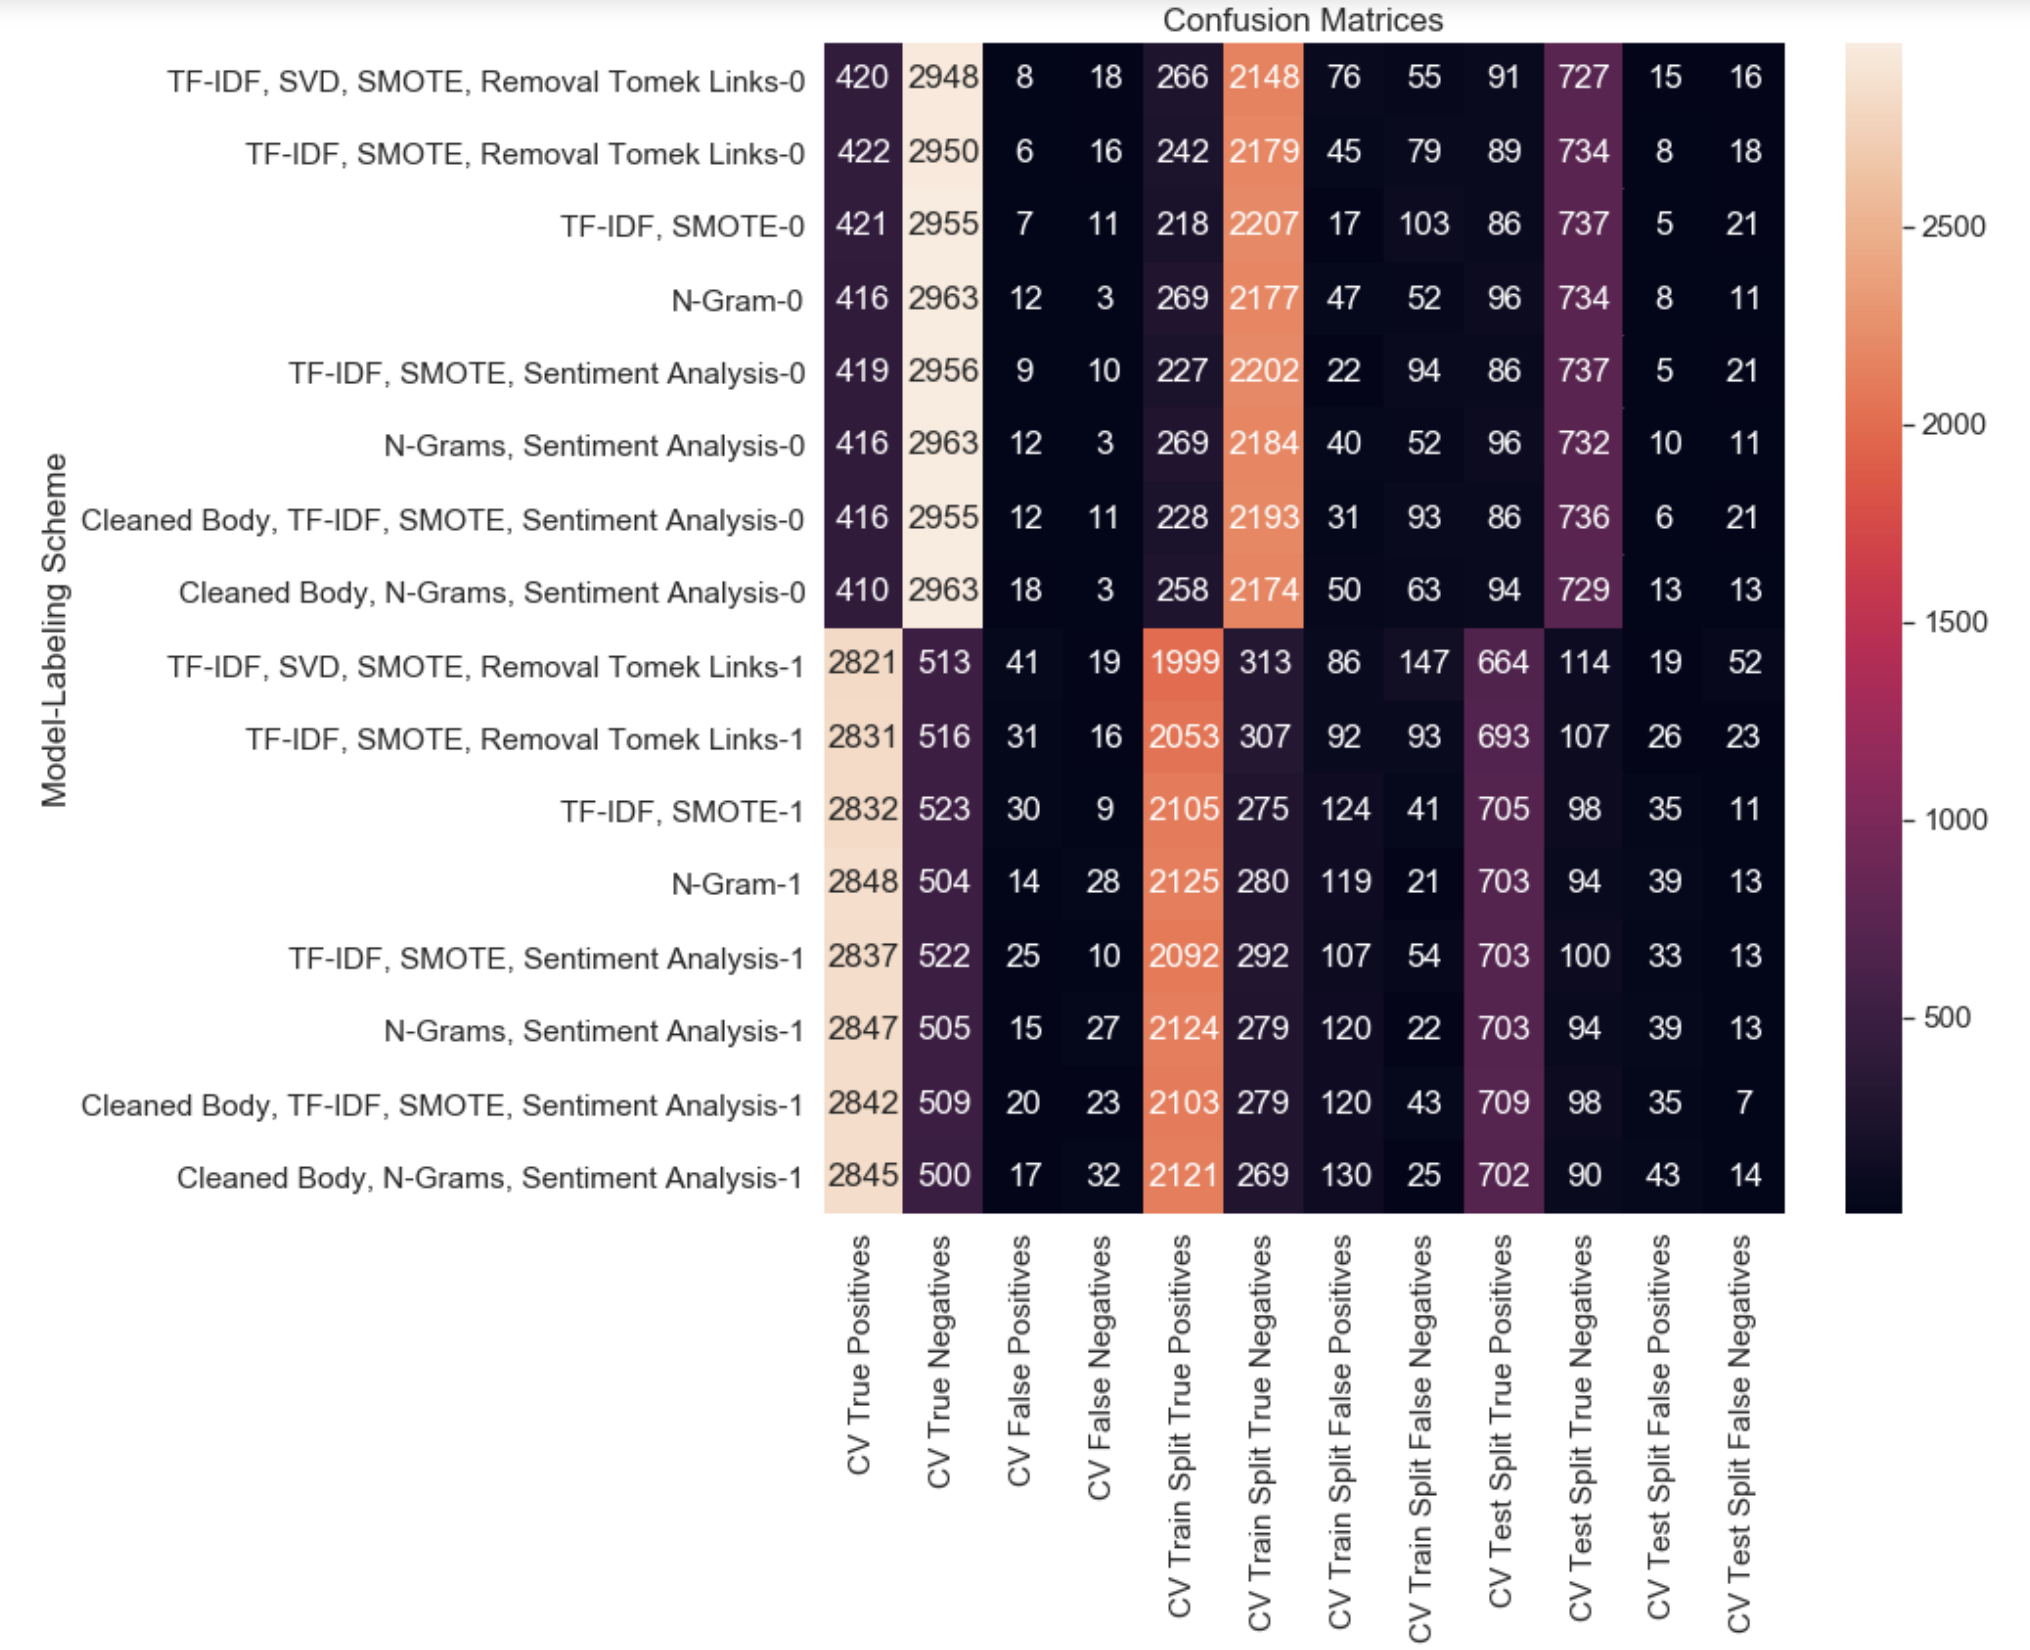 Confusion Matrices
Model-Labeling Scheme
TF-IDF, SVD, SMOTE, Removal Tomek Links-0 420 2948 8 18 266 2148 76 55 91 727 15 16
TF-IDF, SMOTE, Removal Tomek Links-0 422 2950 6 16 242 2179 45 79 89 734 8 18
TF-IDF, SMOTE-0 421 2955 7 11 218 2207 17 103 86 737 5 21
N-Gram-0 416 2963 12 3 269 2177 47 52 96 734 8 11
TF-IDF, SMOTE, Sentiment Analysis-0 419 2956 9 10 227 2202 22 94 86 737 5 21
N-Grams, Sentiment Analysis-0 416 2963 12 3 269 2184 40 52 96 732 10 11
Cleaned Body, TF-IDF, SMOTE, Sentiment Analysis-0 416 2955 12 11 228 2193 31 93 86 736 6 21
Cleaned Body, N-Grams, Sentiment Analysis-0 410 2963 18 3 258 2174 50 63 94 729 13 13
TF-IDF, SVD, SMOTE, Removal Tomek Links-1 2821 513 41 19 1999 313 86 147 664 114 19 52
TF-IDF, SMOTE, Removal Tomek Links-1 2831 516 31 16 2053 307 92 93 693 107 26 23
TF-IDF, SMOTE-1 2832 523 30 9 2105 275 124 41 705 98 35 11
N-Gram-1 2848 504 14 28 2125 280 119 21 703 94 39 13
TF-IDF, SMOTE, Sentiment Analysis-1 2837 522 25 10 2092 292 107 54 703 100 33 13
N-Grams, Sentiment Analysis-1 2847 505 15 27 2124 279 120 22 703 94 39 13
Cleaned Body, TF-IDF, SMOTE, Sentiment Analysis-1 2842 509 20 23 2103 279 120 43 709 98 35 7
Cleaned Body, N-Grams, Sentiment Analysis-1 2845 500 17 32 2121 269 130 25 702 90 43 14
CV True Positives
CV True Negatives
CV False Positives
CV False Negatives
CV Train Split True Positives
CV Train Split True Negatives
CV Train Split False Positives
CV Train Split False Negatives
CV Test Split True Positives
CV Test Split True Negatives
CV Test Split False Positives
CV Test Split False Negatives
2500
2000
1500
1000
500